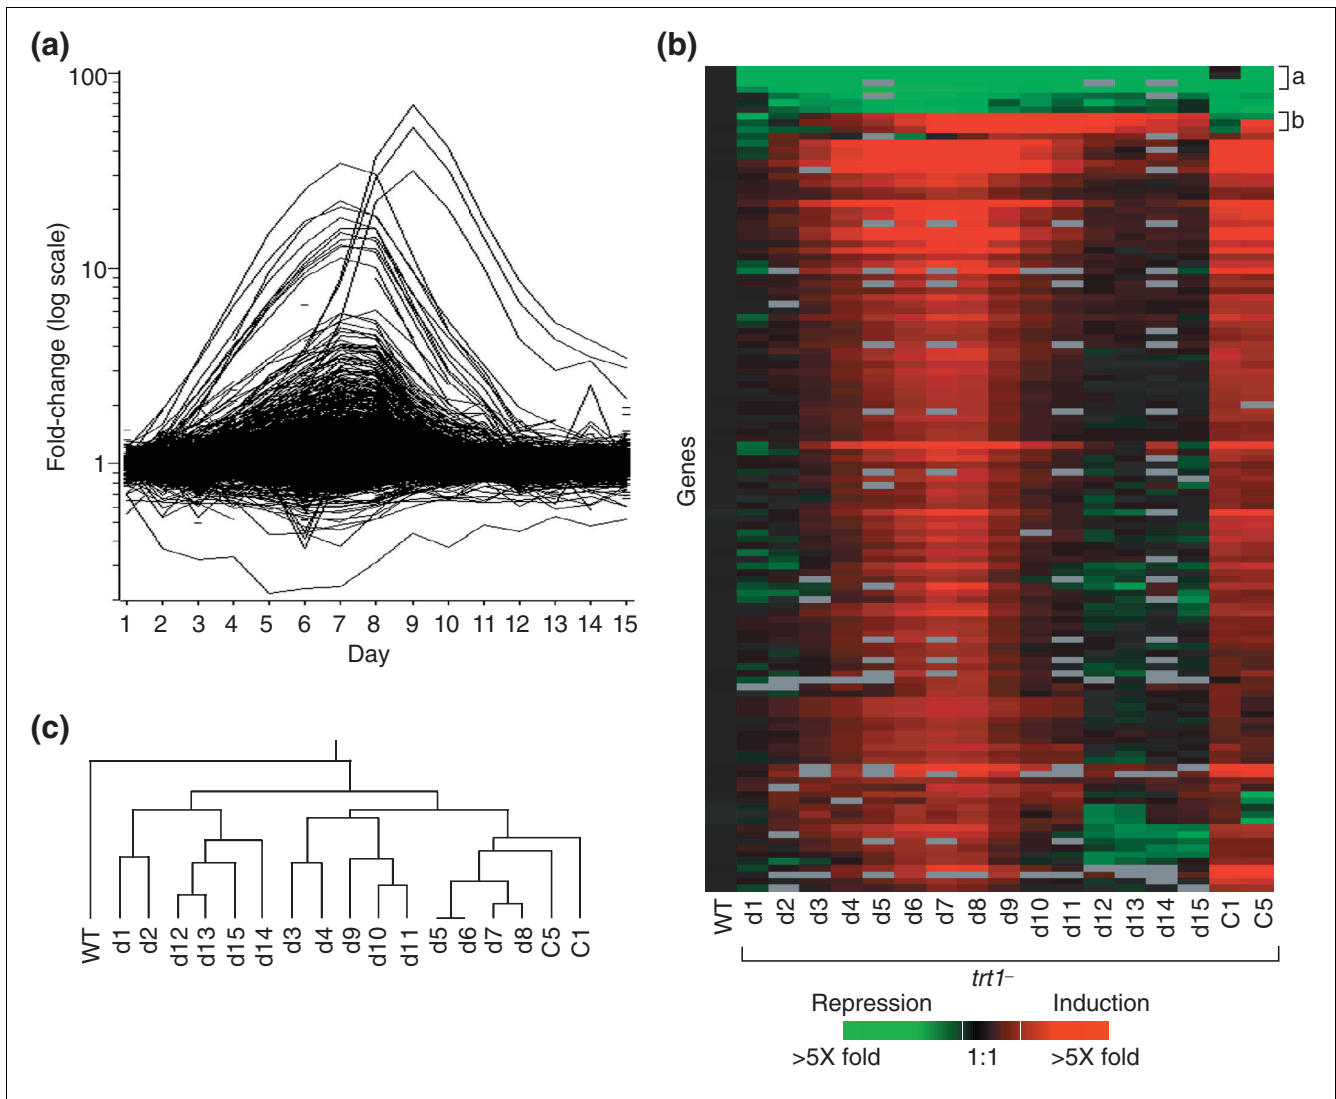 (a)
100
10
1
Fold-change (log scale)
1 2 3 4 5 6 7 8 9 10 11 12 13 14 15
Day
(b)
a
b
Genes
WT d1 d2 d3 d4 d5 d6 d7 d8 d9 d10 d11 d12 d13 d14 d15 C1 C5
trt1–
Repression Induction
>5X fold 1:1 >5X fold
(c)
WT d1 d2 d12 d13 d15 d14 d3 d4 d9 d10 d11 d5 d6 d7 d8 C5 C1